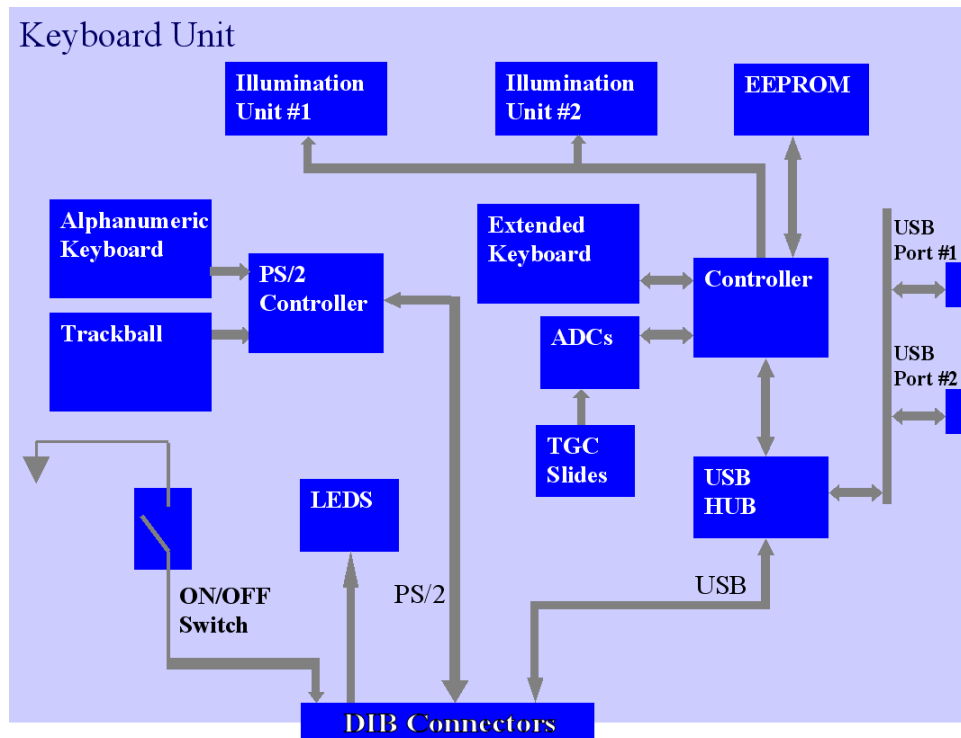 Keyboard Unit
Illumination
Unit #1
Illumination
Unit #2
EEPROM
Alphanumeric
Keyboard
PS/2
Controller
Trackball
Extended
Keyboard
Controller
USB
Port #1
ADCs
USB
Port #2
TGC
Slides
USB
HUB
LEDS
ON/OFF
Switch
PS/2
USB
DIB Connectors